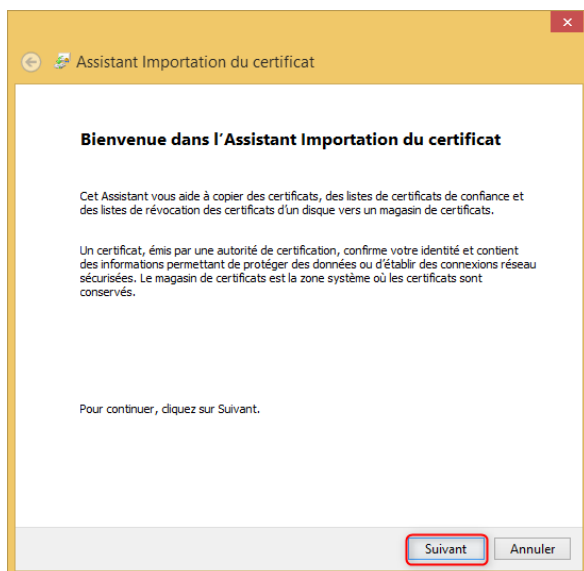 Assistant Importation du certificat
Bienvenue dans l'Assistant Importation du certificat
Cet Assistant vous aide à copier des certificats, des listes de certificats de confiance et
des listes de révocation des certificats d'un disque vers un magasin de certificats.
Un certificat, émis par une autorité de certification, confirme votre identité et contient
des informations permettant de protéger des données ou d'établir des connexions réseau
sécurisées. Le magasin de certificats est la zone système où les certificats sont
conservés.
Pour continuer, cliquez sur Suivant.
Suivant Annuler